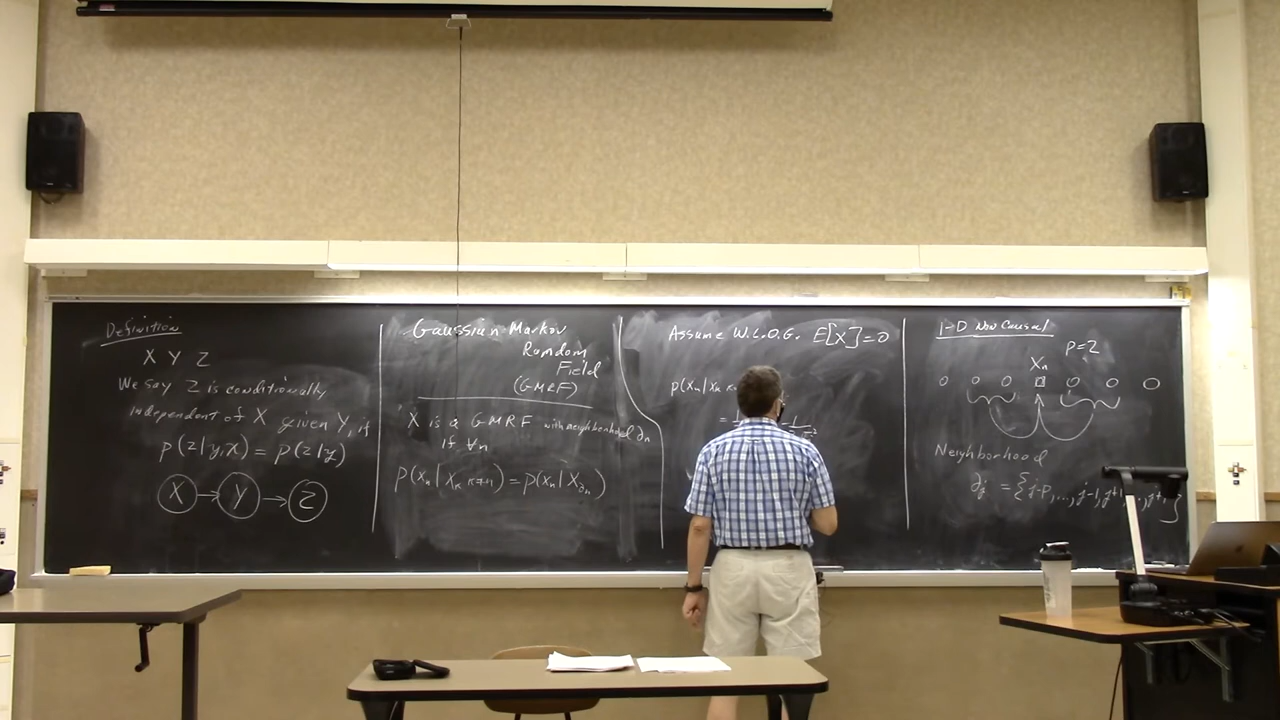 Definition
X Y Z
We say Z is conditionally
independent of X given Y, if
p(z|y,x) = p(z|y)
X → Y → Z
Gaussian Markov
Random
Field
(GMRF)
X is a GMRF with neighborhood ∂n
if ∀n
p(xn | Xk k≠n) = p(xn | X∂n)
Assume W.L.O.G. E[X]=0
p(xn|xk
=
1-D Non Causal
P=2
Xn
Neighborhood
∂j = {j-p,...,j-1,j+1,...,j+ }